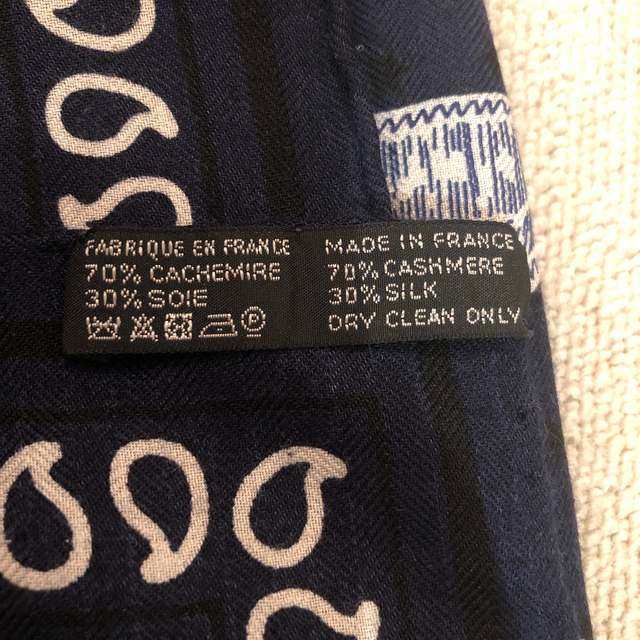 FABRIQUE EN FRANCE
70% CACHEMIRE
30% SOIE
MADE IN FRANCE
70% CASHMERE
30% SILK
DRY CLEAN ONLY